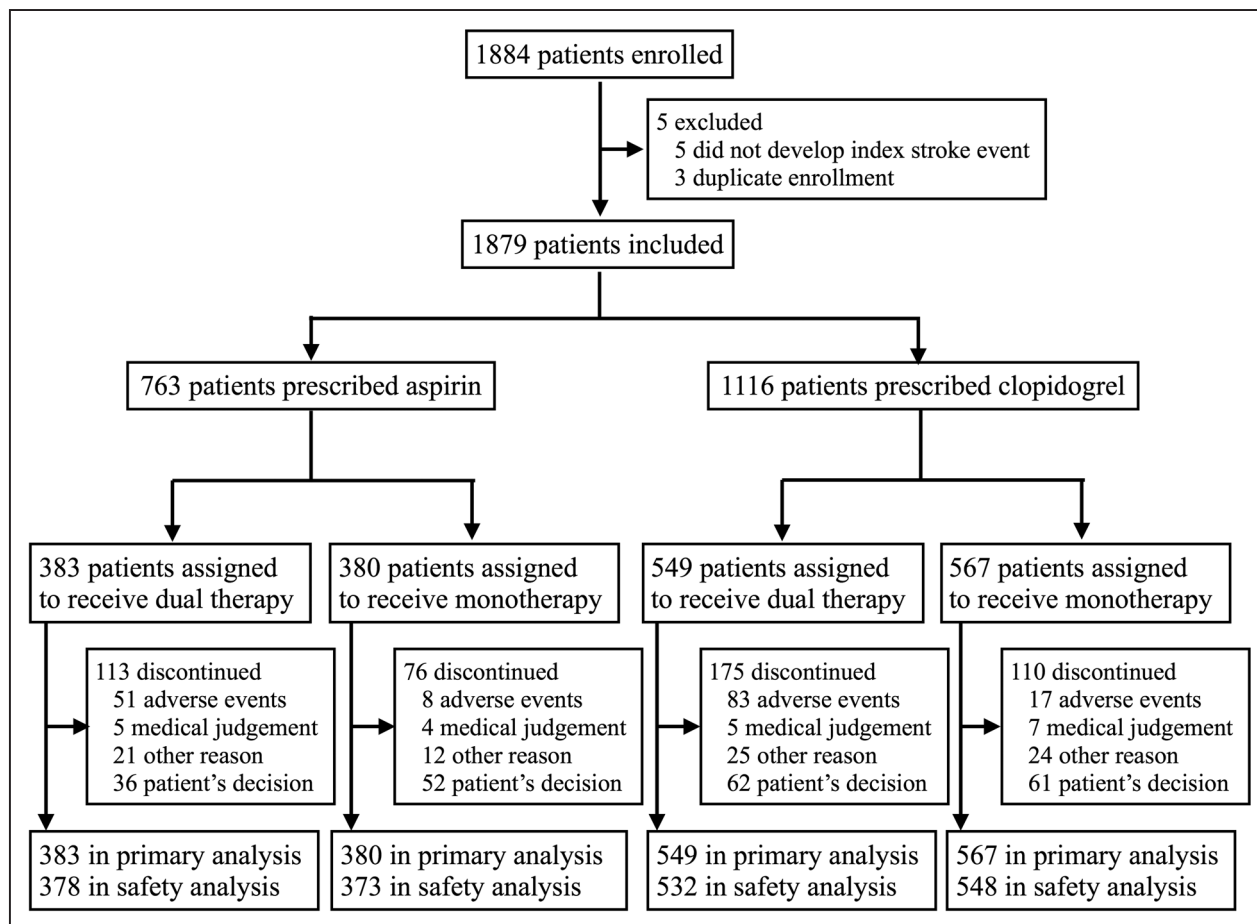 1884 patients enrolled
5 excluded
5 did not develop index stroke event
3 duplicate enrollment
1879 patients included
763 patients prescribed aspirin
1116 patients prescribed clopidogrel
383 patients assigned
to receive dual therapy
380 patients assigned
to receive monotherapy
549 patients assigned
to receive dual therapy
567 patients assigned
to receive monotherapy
113 discontinued
51 adverse events
5 medical judgement
21 other reason
36 patient’s decision
76 discontinued
8 adverse events
4 medical judgement
12 other reason
52 patient’s decision
175 discontinued
83 adverse events
5 medical judgement
25 other reason
62 patient’s decision
110 discontinued
17 adverse events
7 medical judgement
24 other reason
61 patient’s decision
383 in primary analysis
378 in safety analysis
380 in primary analysis
373 in safety analysis
549 in primary analysis
532 in safety analysis
567 in primary analysis
548 in safety analysis